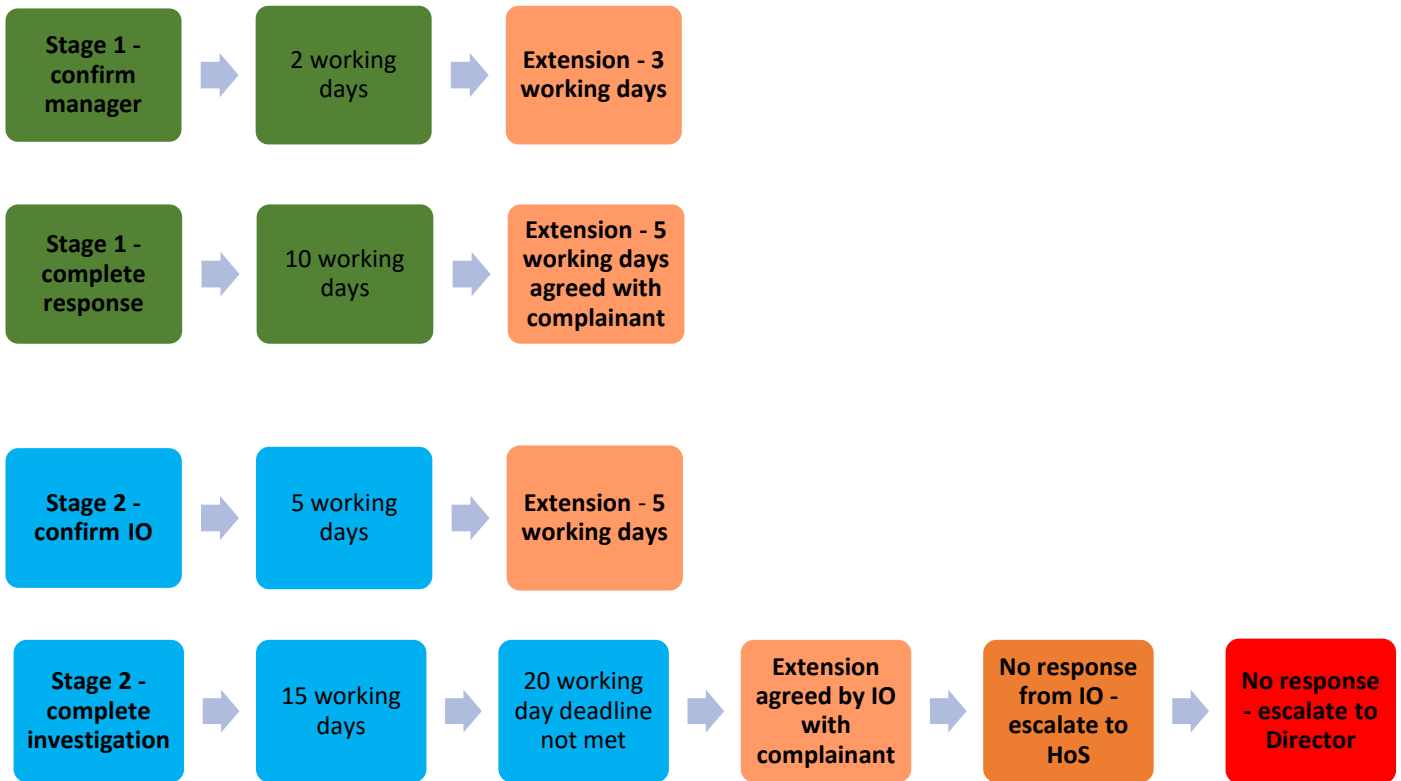 Stage 1 -
confirm
manager
2 working
days
Extension - 3
working days
Stage 1 -
complete
response
10 working
days
Extension - 5
working days
agreed with
complainant
Stage 2 -
confirm IO
5 working
days
Extension - 5
working days
Stage 2 -
complete
investigation
15 working
days
20 working
day deadline
not met
Extension
agreed by IO
with
complainant
No response
from IO -
escalate to
HoS
No response
- escalate to
Director